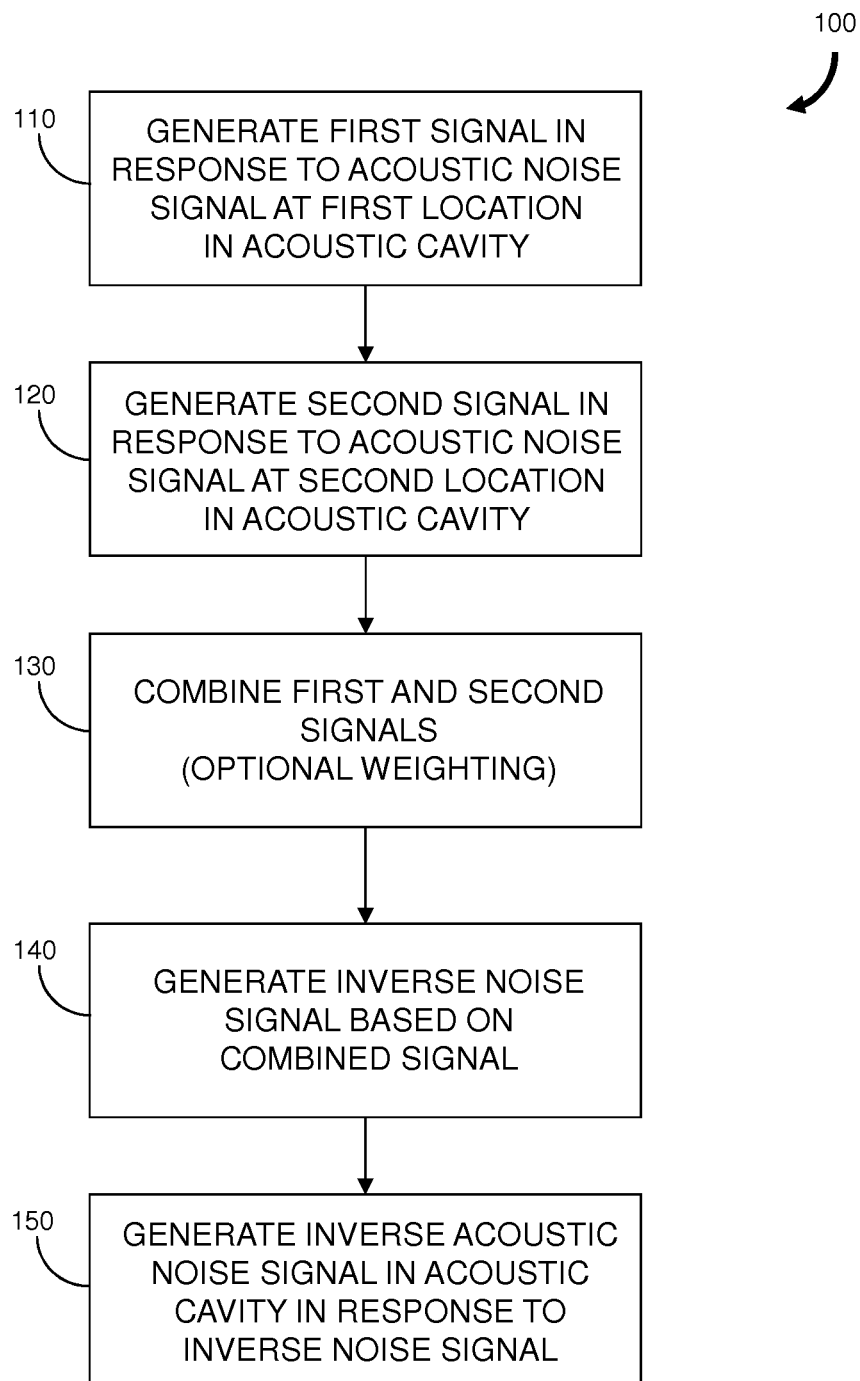 100
110
GENERATE FIRST SIGNAL IN
RESPONSE TO ACOUSTIC NOISE
SIGNAL AT FIRST LOCATION
IN ACOUSTIC CAVITY
120
GENERATE SECOND SIGNAL IN
RESPONSE TO ACOUSTIC NOISE
SIGNAL AT SECOND LOCATION
IN ACOUSTIC CAVITY
130
COMBINE FIRST AND SECOND
SIGNALS
(OPTIONAL WEIGHTING)
140
GENERATE INVERSE NOISE
SIGNAL BASED ON
COMBINED SIGNAL
150
GENERATE INVERSE ACOUSTIC
NOISE SIGNAL IN ACOUSTIC
CAVITY IN RESPONSE TO
INVERSE NOISE SIGNAL